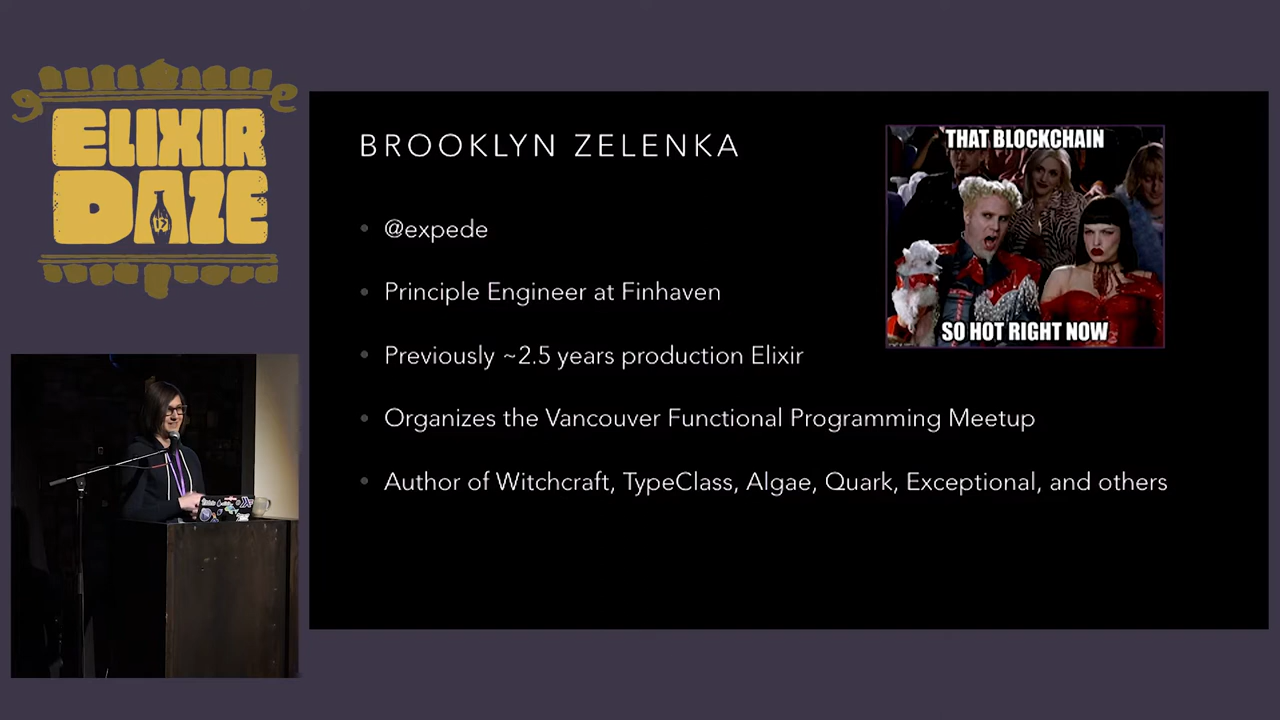 ELIXIR
DAZE
BROOKLYN ZELENKA
@expede
Principle Engineer at Finhaven
Previously ~2.5 years production Elixir
Organizes the Vancouver Functional Programming Meetup
Author of Witchcraft, TypeClass, Algae, Quark, Exceptional, and others
THAT BLOCKCHAIN
SO HOT RIGHT NOW